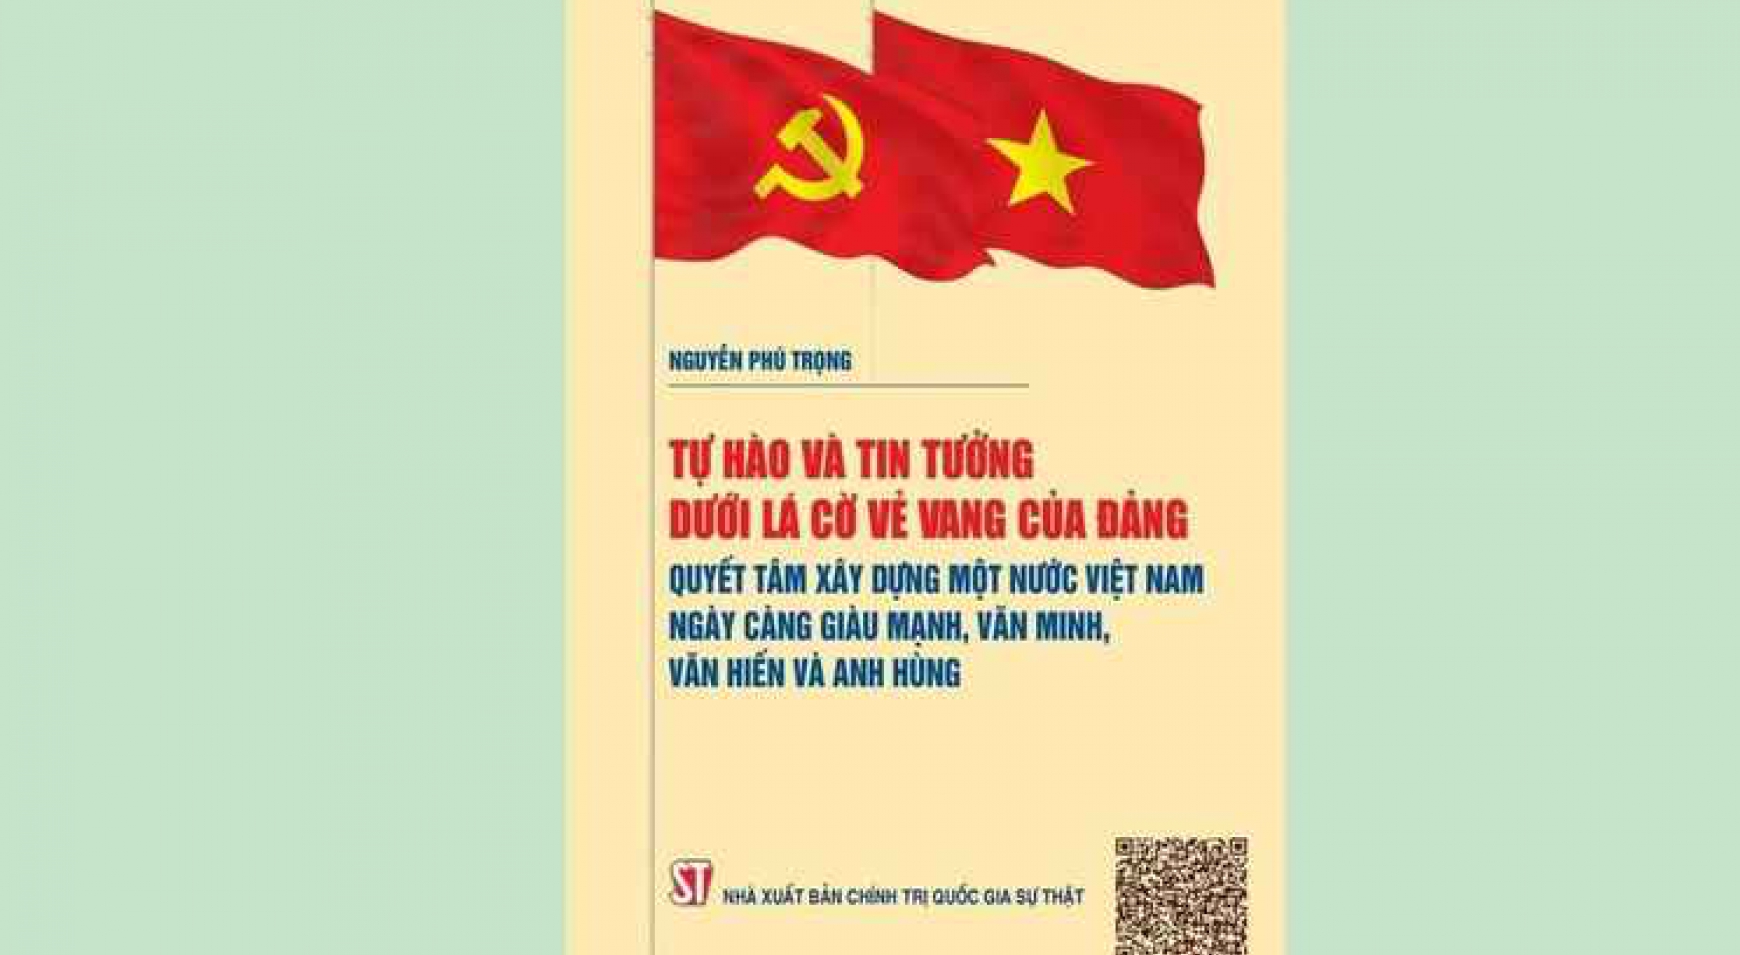 NGUYỄN PHÚ TRỌNG
TỰ HÀO VÀ TIN TƯỞNG
DƯỚI LÁ CỜ VẺ VANG CỦA ĐẢNG
QUYẾT TÂM XÂY DỰNG MỘT NƯỚC VIỆT NAM
NGÀY CÀNG GIÀU MẠNH, VĂN MINH,
VĂN HIẾN VÀ ANH HÙNG
ST NHÀ XUẤT BẢN CHÍNH TRỊ QUỐC GIA SỰ THẬT